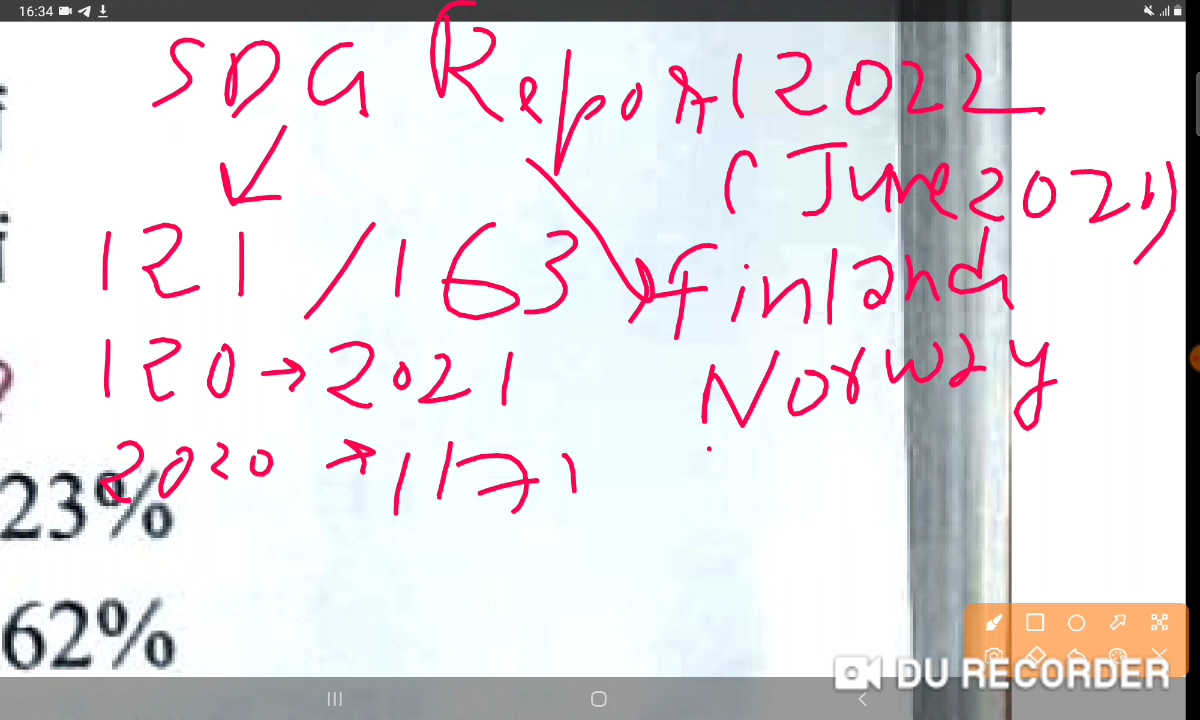 16:34
SDG Report 2022
(June 2022)
121/163 Finland
120→2021 Norway
2020 → 117
23%
62%
DU RECORDER